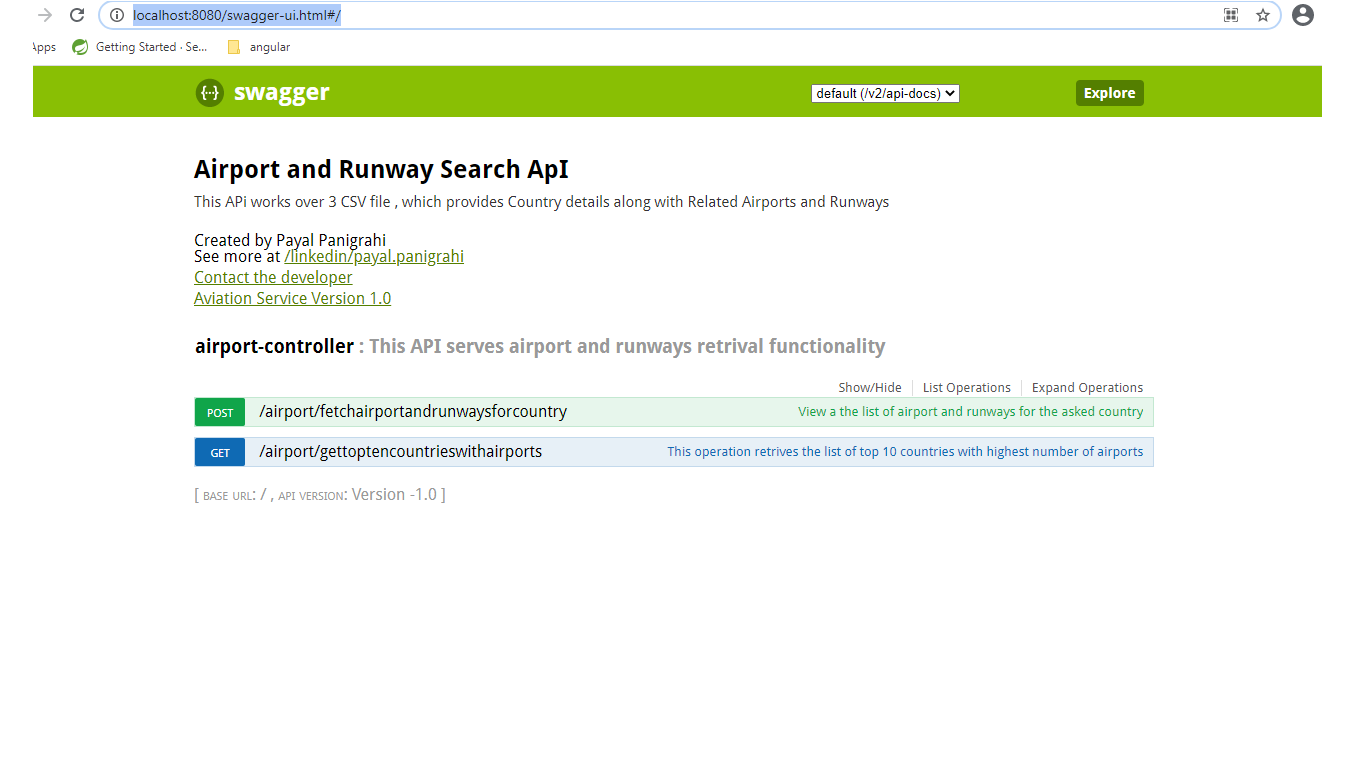 localhost:8080/swagger-ui.html#/
Apps Getting Started · Se... angular
{··} swagger default (/v2/api-docs) Explore
Airport and Runway Search ApI
This APi works over 3 CSV file , which provides Country details along with Related Airports and Runways
Created by Payal Panigrahi
See more at /linkedin/payal.panigrahi
Contact the developer
Aviation Service Version 1.0
airport-controller : This API serves airport and runways retrival functionality
Show/Hide List Operations Expand Operations
POST /airport/fetchairportandrunwaysforcountry View a the list of airport and runways for the asked country
GET /airport/gettoptencountrieswithairports This operation retrives the list of top 10 countries with highest number of airports
[ BASE URL: / , API VERSION: Version -1.0 ]